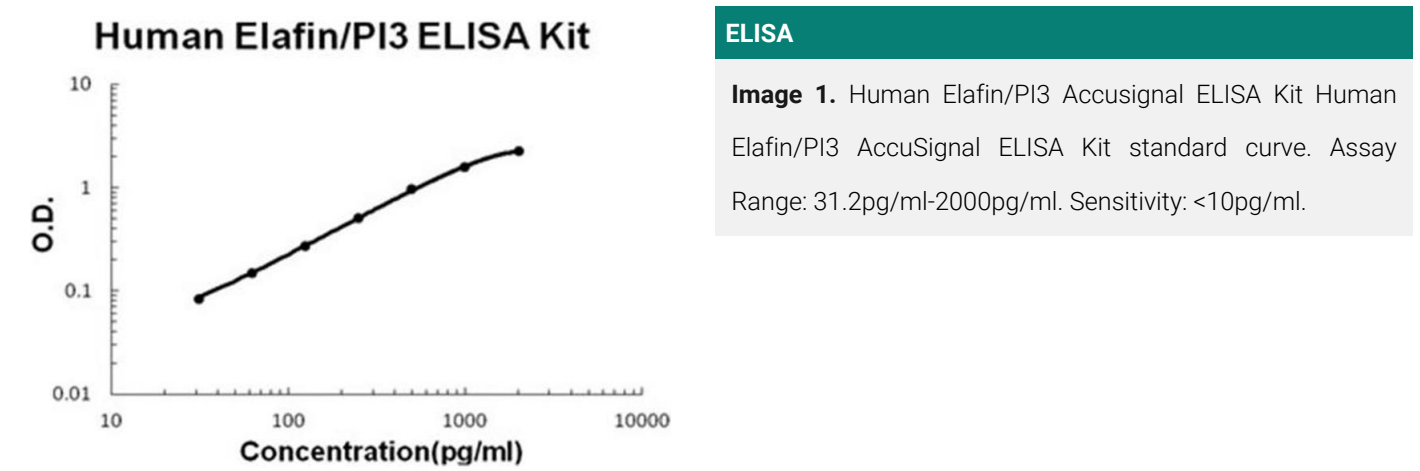 Human Elafin/PI3 ELISA Kit
10
1
0.1
0.01
O.D.
10 100 1000 10000
Concentration(pg/ml)
ELISA
Image 1. Human Elafin/PI3 Accusignal ELISA Kit Human
Elafin/PI3 AccuSignal ELISA Kit standard curve. Assay
Range: 31.2pg/ml-2000pg/ml. Sensitivity: <10pg/ml.